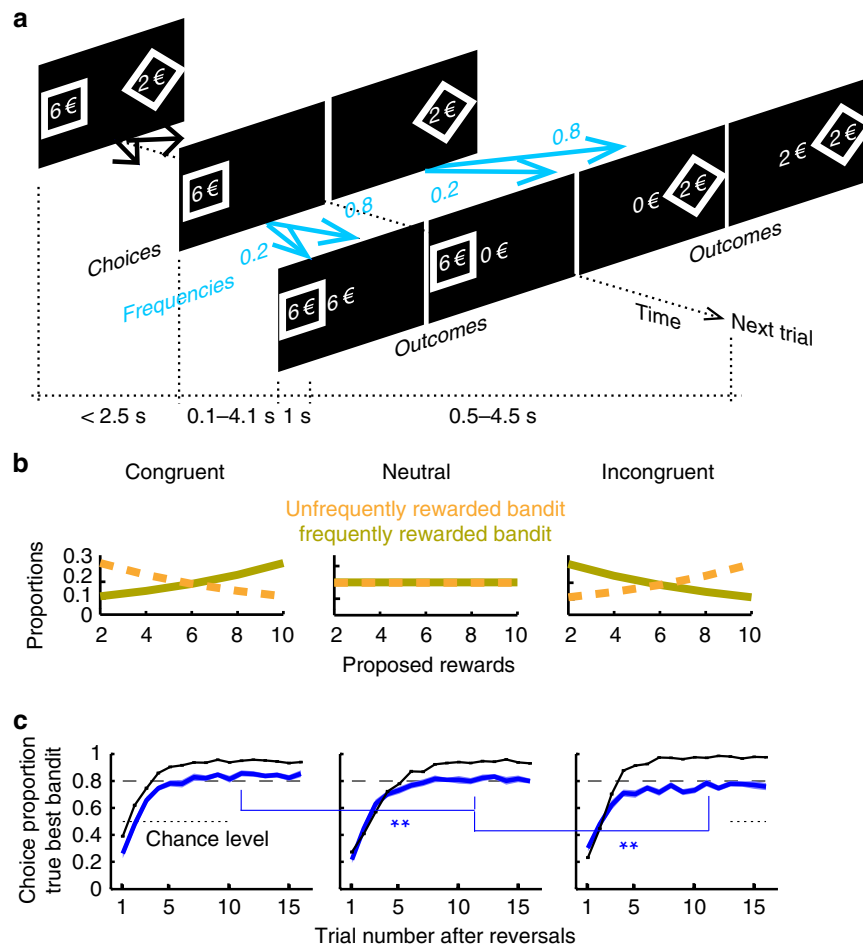 a
6 €
2 €
2 €
6 €
0.8
0.2
0 €
2 €
2 €
2 €
0.8
0.2
6 €
0 €
6 €
6 €
Choices
Frequencies
Outcomes
Outcomes
Time
Next trial
< 2.5 s
0.1–4.1 s
1 s
0.5–4.5 s
b
Congruent
Neutral
Incongruent
Unfrequently rewarded bandit
frequently rewarded bandit
Proportions
0.3
0.2
0.1
0
2 4 6 8 10
2 4 6 8 10
2 4 6 8 10
Proposed rewards
c
Choice proportion
true best bandit
1
0.8
0.6
0.4
0.2
0
Chance level
**
**
1 5 10 15
1 5 10 15
1 5 10 15
Trial number after reversals